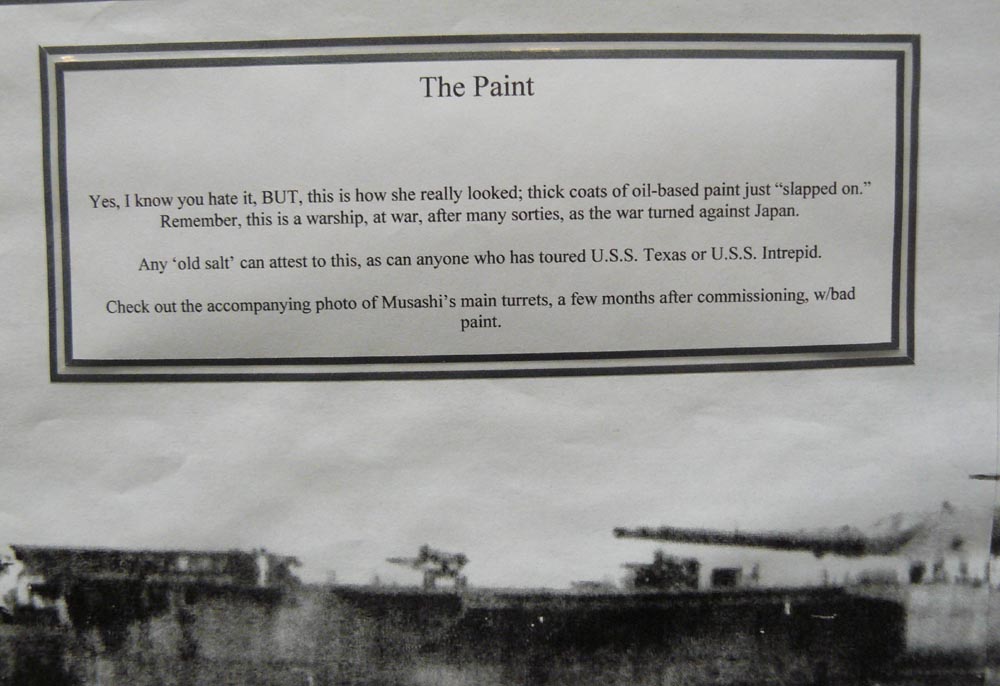 The Paint
Yes, I know you hate it, BUT, this is how she really looked; thick coats of oil-based paint just “slapped on.”
Remember, this is a warship, at war, after many sorties, as the war turned against Japan.
Any ‘old salt’ can attest to this, as can anyone who has toured U.S.S. Texas or U.S.S. Intrepid.
Check out the accompanying photo of Musashi’s main turrets, a few months after commissioning, w/bad
paint.